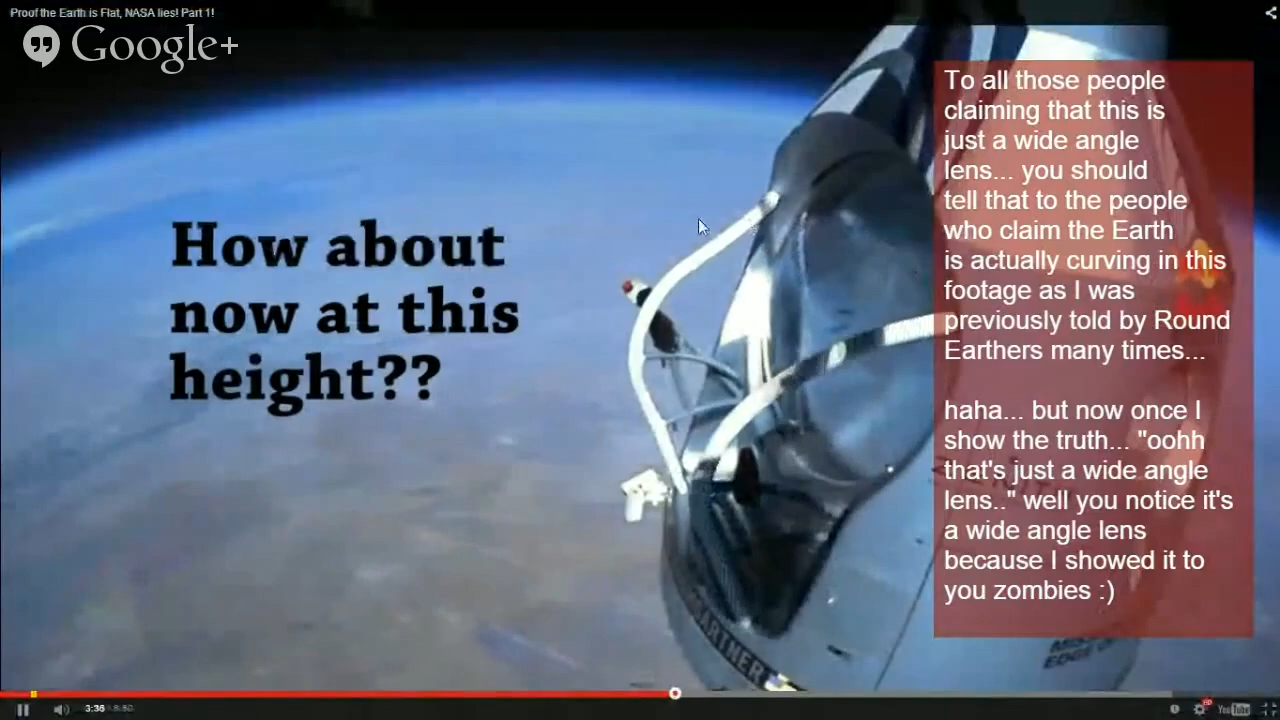 Proof the Earth is Flat, NASA lies! Part 1!
Google+
How about
now at this
height??
To all those people
claiming that this is
just a wide angle
lens... you should
tell that to the people
who claim the Earth
is actually curving in this
footage as I was
previously told by Round
Earthers many times...
haha... but now once I
show the truth... "oohh
that's just a wide angle
lens.." well you notice it's
a wide angle lens
because I showed it to
you zombies :)
EDGE OF
3:36
YouTube